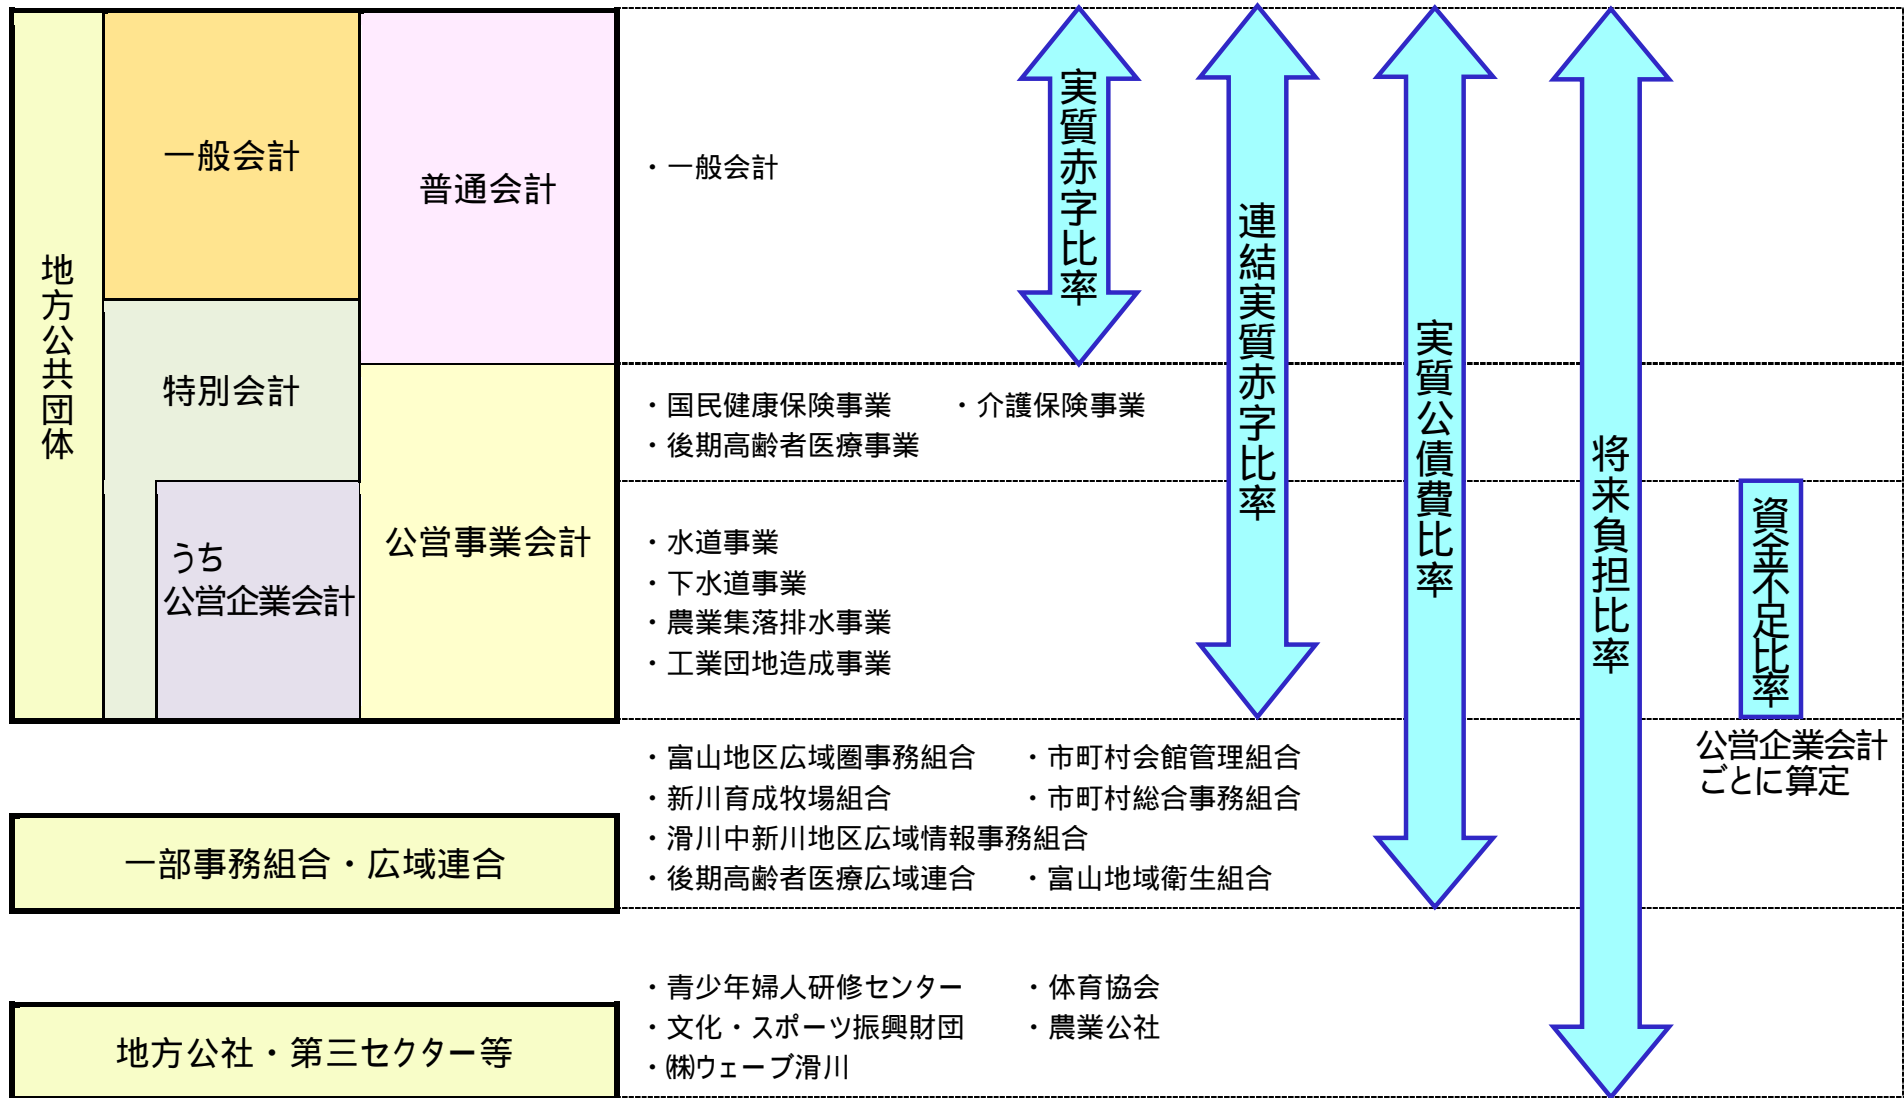 地方公共団体
一般会計
普通会計
特別会計
うち
公営企業会計
公営事業会計
・一般会計
・国民健康保険事業　・介護保険事業
・後期高齢者医療事業
・水道事業
・下水道事業
・農業集落排水事業
・工業団地造成事業
一部事務組合・広域連合
・富山地区広域圏事務組合　・市町村会館管理組合
・新川育成牧場組合　・市町村総合事務組合
・滑川中新川地区広域情報事務組合
・後期高齢者医療広域連合　・富山地域衛生組合
地方公社・第三セクター等
・青少年婦人研修センター　・体育協会
・文化・スポーツ振興財団　・農業公社
・㈱ウェーブ滑川
実質赤字比率
連結実質赤字比率
実質公債費比率
将来負担比率
資金不足比率
公営企業会計
ごとに算定